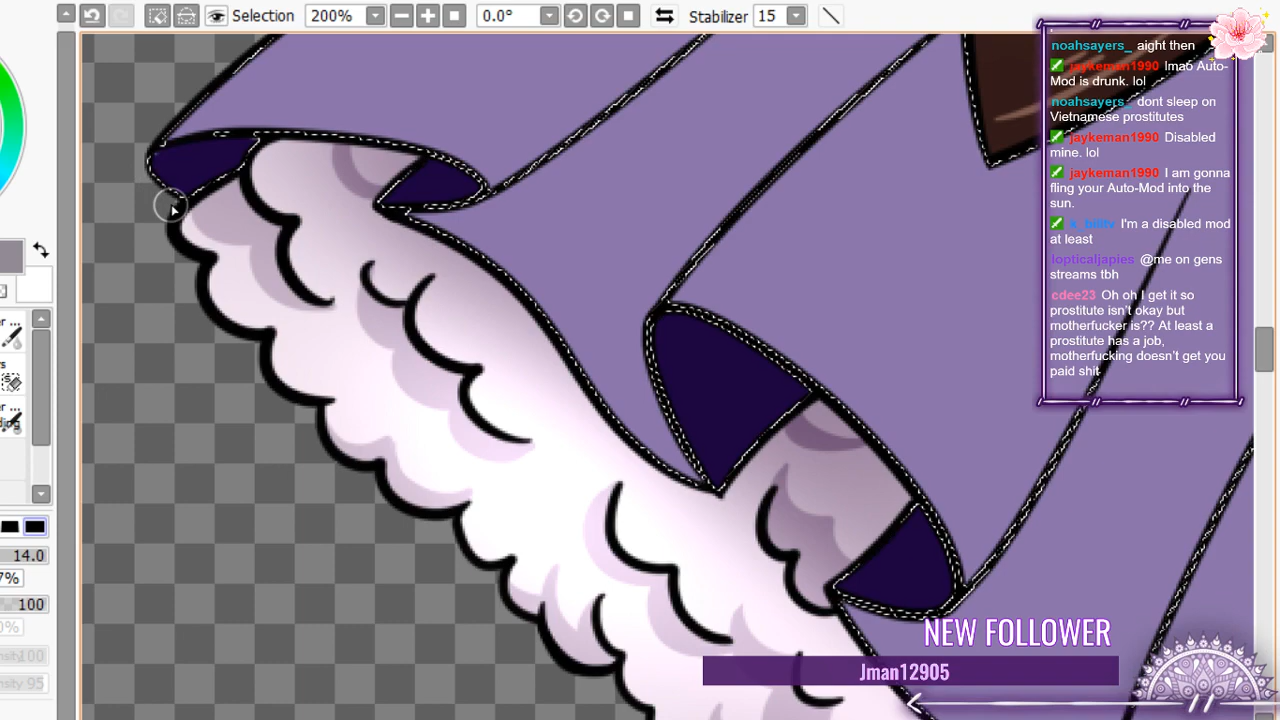 Selection 200% 0.0° Stabilizer 15
noahsayers_ aight then
jaykeman1990 lmao Auto-
Mod is drunk. lol
noahsayers_ dont sleep on
Vietnamese prostitutes
jaykeman1990 Disabled
mine. lol
jaykeman1990 I am gonna
fling your Auto-Mod into the
sun.
I'm a disabled mod
at least
lopticaljapies @me on gens
streams tbh
cdee23 Oh oh I get it so
prostitute isn't okay but
motherfucker is?? At least a
prostitute has a job,
motherfucking doesn't get you
paid shit
14.0
100
100
95
NEW FOLLOWER
Jman12905